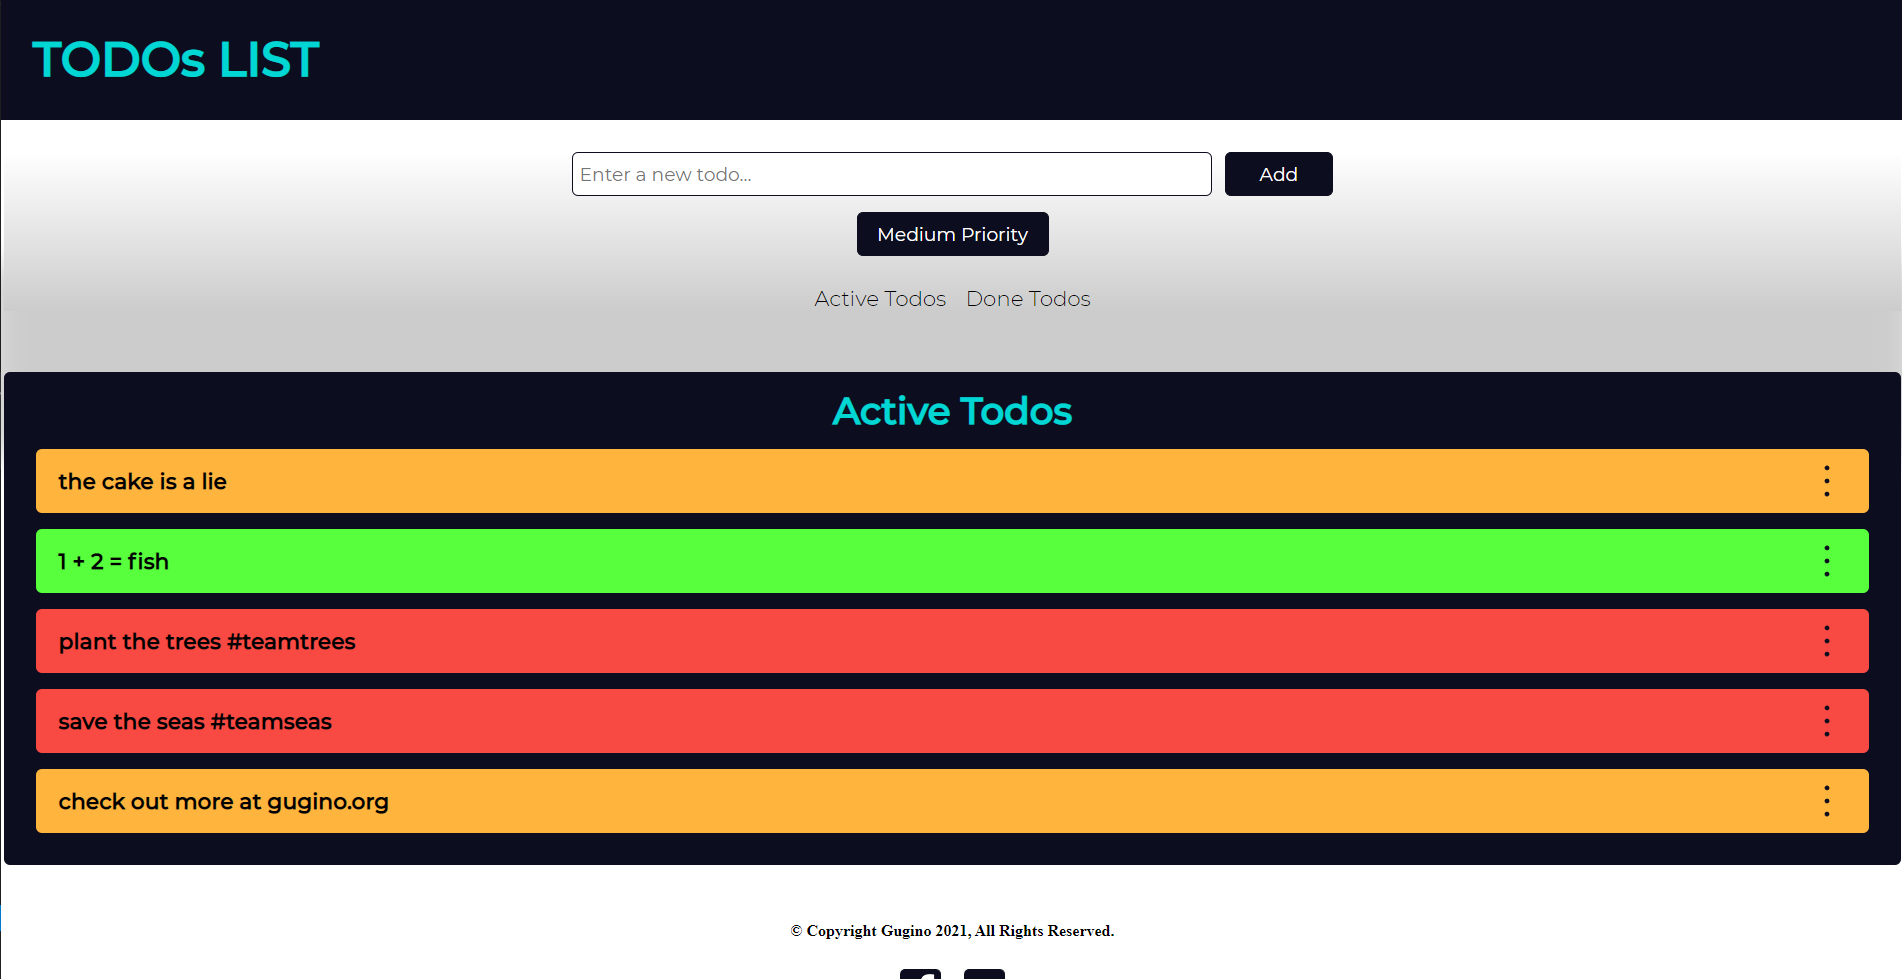 TODOs LIST
Enter a new todo...
Add
Medium Priority
Active Todos Done Todos
Active Todos
the cake is a lie
1 + 2 = fish
plant the trees #teamtrees
save the seas #teamseas
check out more at gugino.org
© Copyright Gugino 2021, All Rights Reserved.